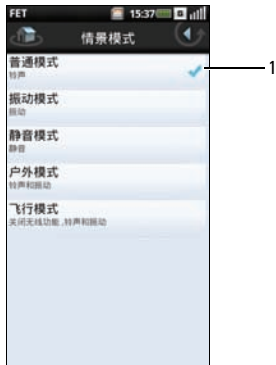 FET 15:37
情景模式
普通模式 1
铃声
振动模式
振动
静音模式
静音
户外模式
铃声和振动
飞行模式
关闭无线功能，铃声和振动